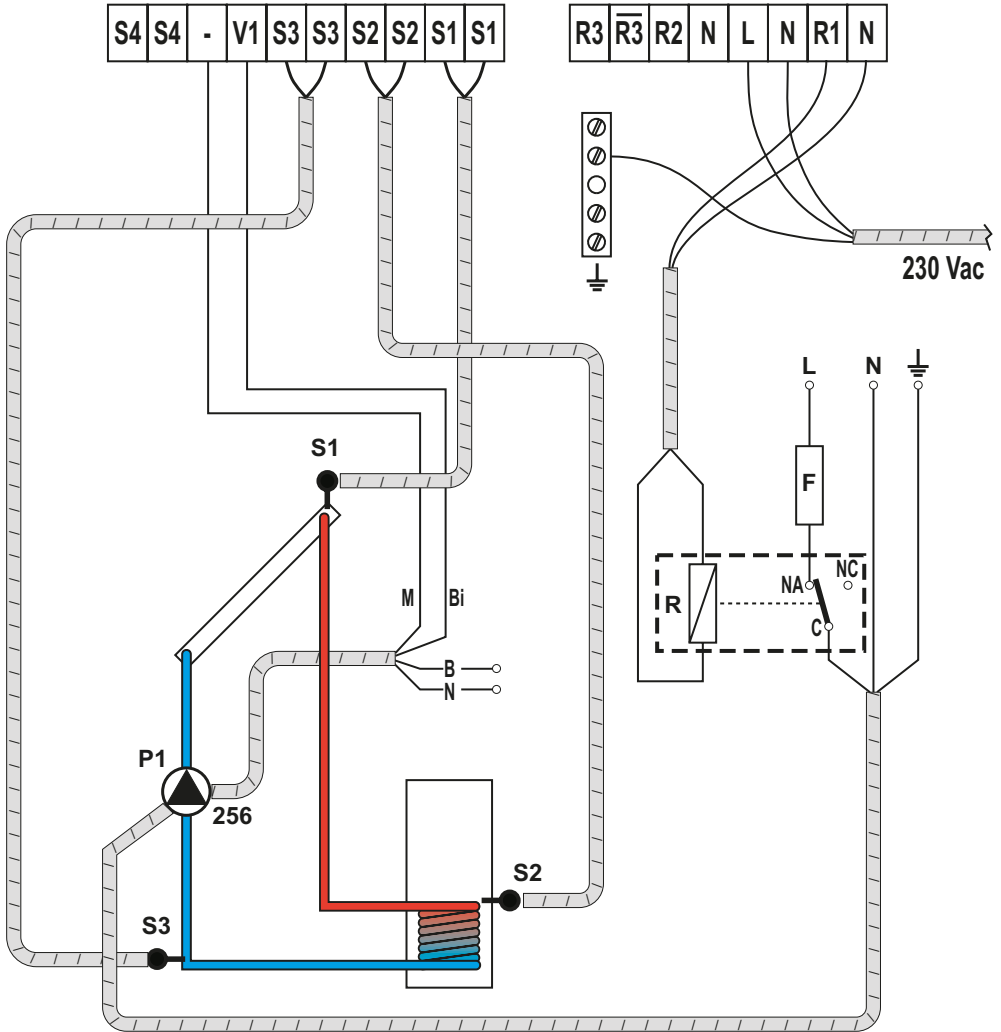 S4 S4 - V1 S3 S3 S2 S2 S1 S1
R3 R̅3̅ R2 N L N R1 N
230 Vac
L N
S1
F
NC
NA
M Bi
R
C
B
N
P1
256
S2
S3